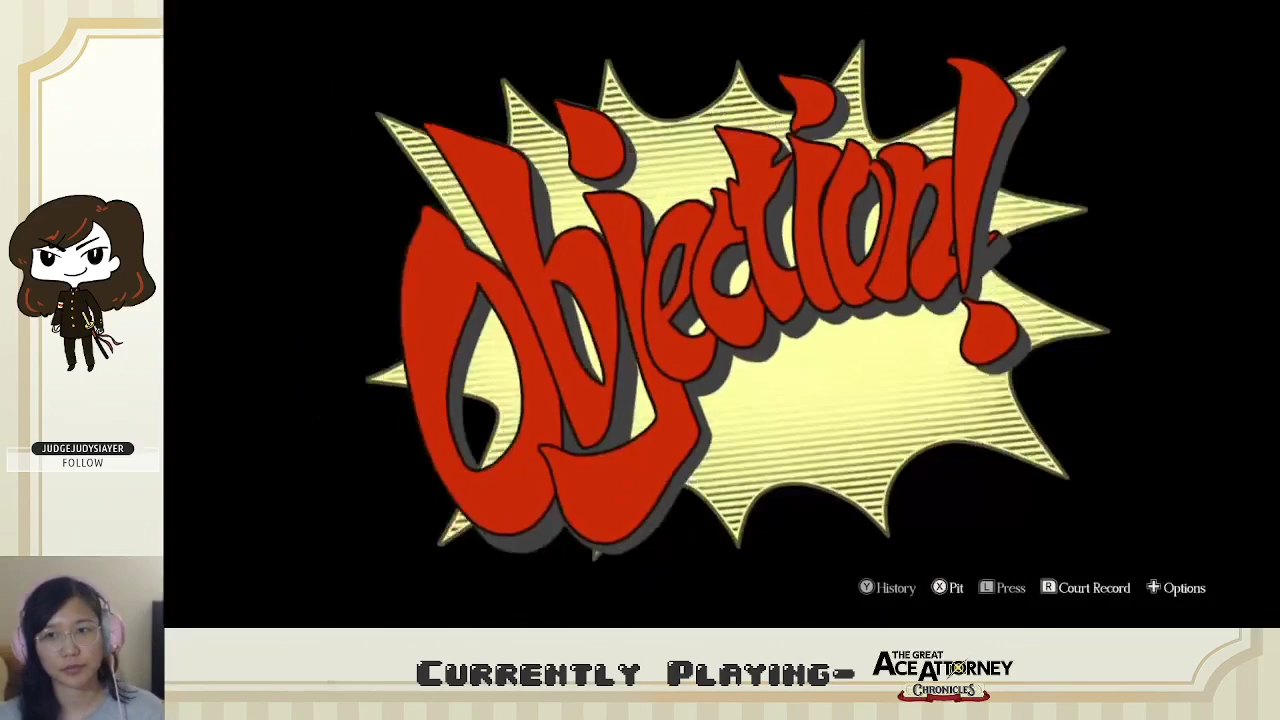 Objection!
JUDGEJUDYSLAYER
FOLLOW
Y History X Pit L Press R Court Record + Options
CURRENTLY PLAYING-
THE GREAT
ACE ATTORNEY
CHRONICLES